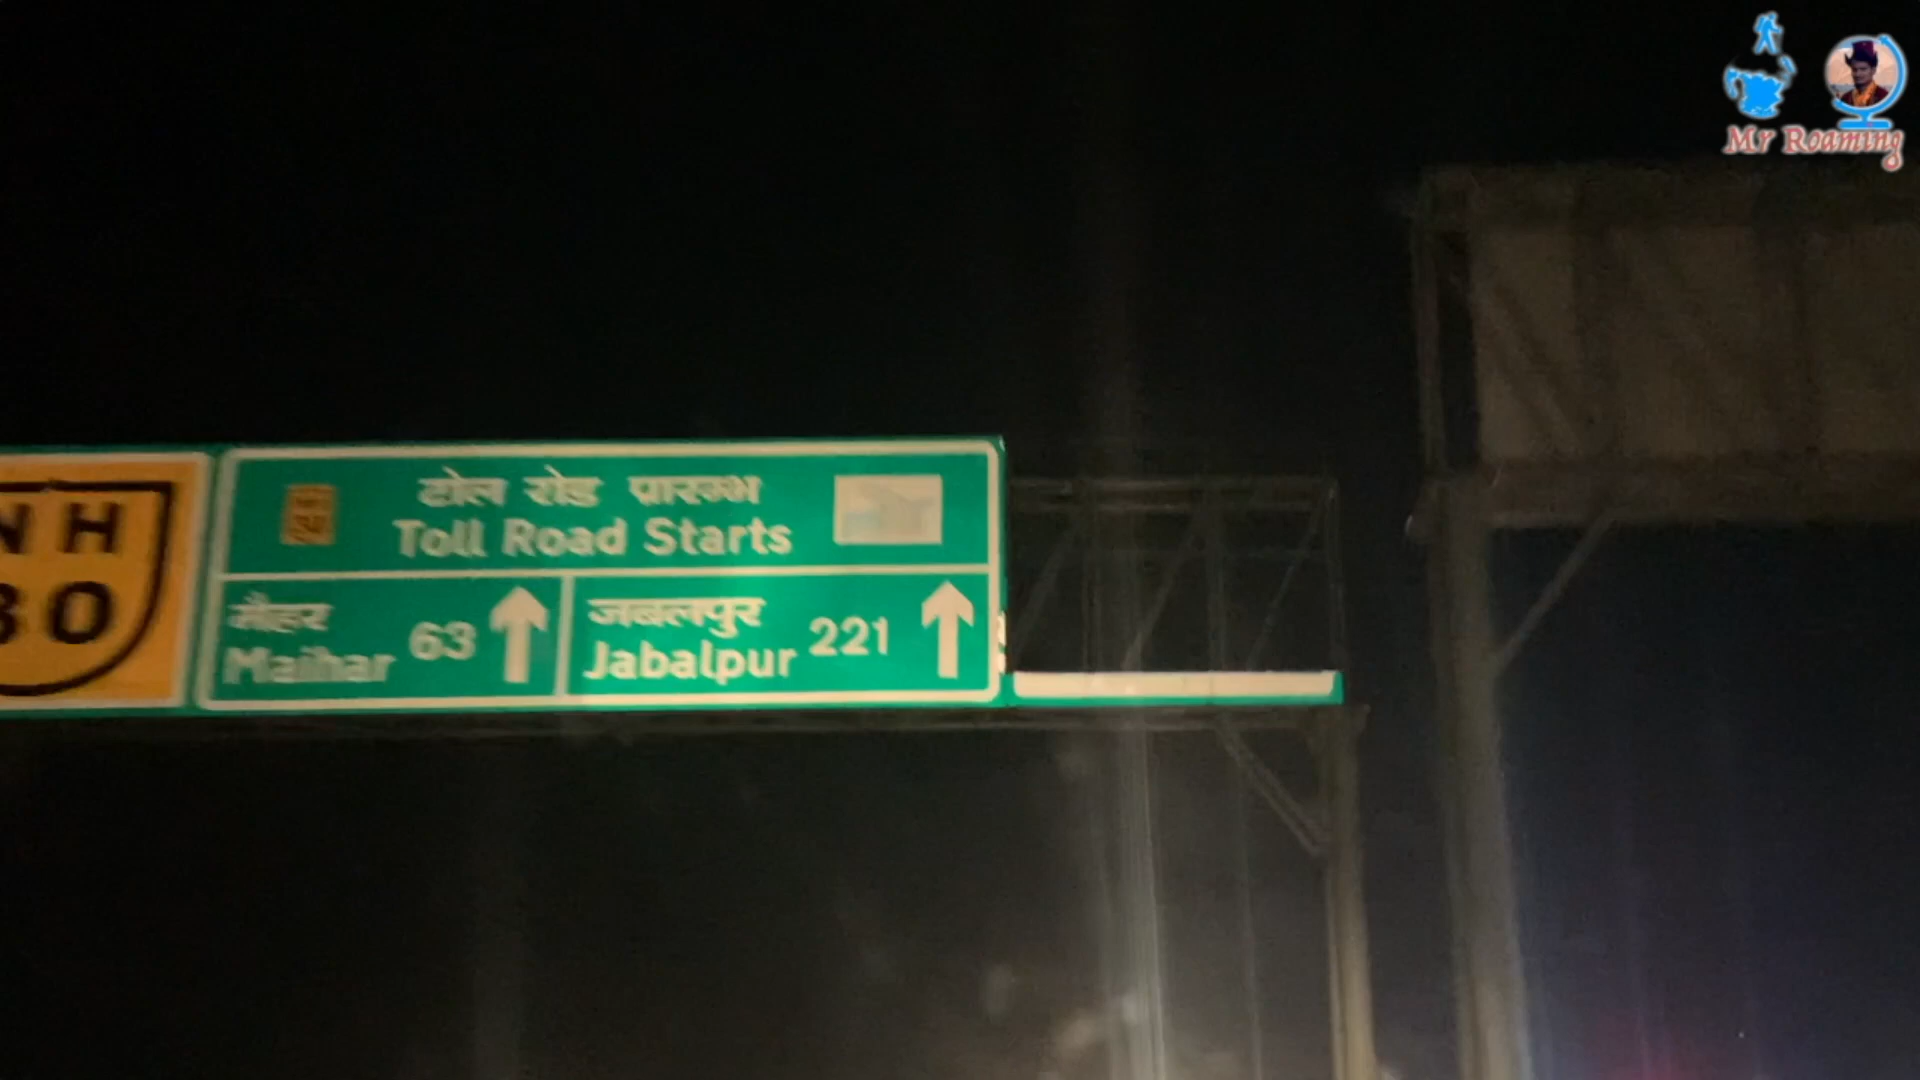 Mr Roaming
NH
30
टोल रोड प्रारम्भ
Toll Road Starts
मैहर
Maihar 63
जबलपुर
Jabalpur 221